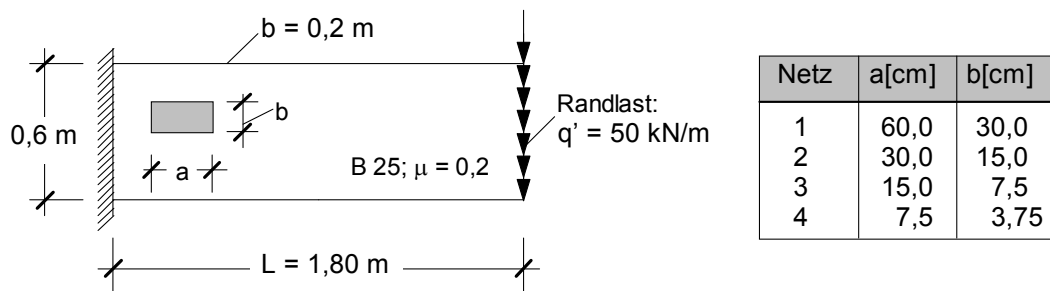 b = 0,2 m
0,6 m
b
a
B 25; μ = 0.2
Randlast:
q’ = 50 kN/m
L = 1,80 m
Netz a[cm] b[cm]
1 60,0 30,0
2 30,0 15,0
3 15,0 7,5
4 7,5 3,75